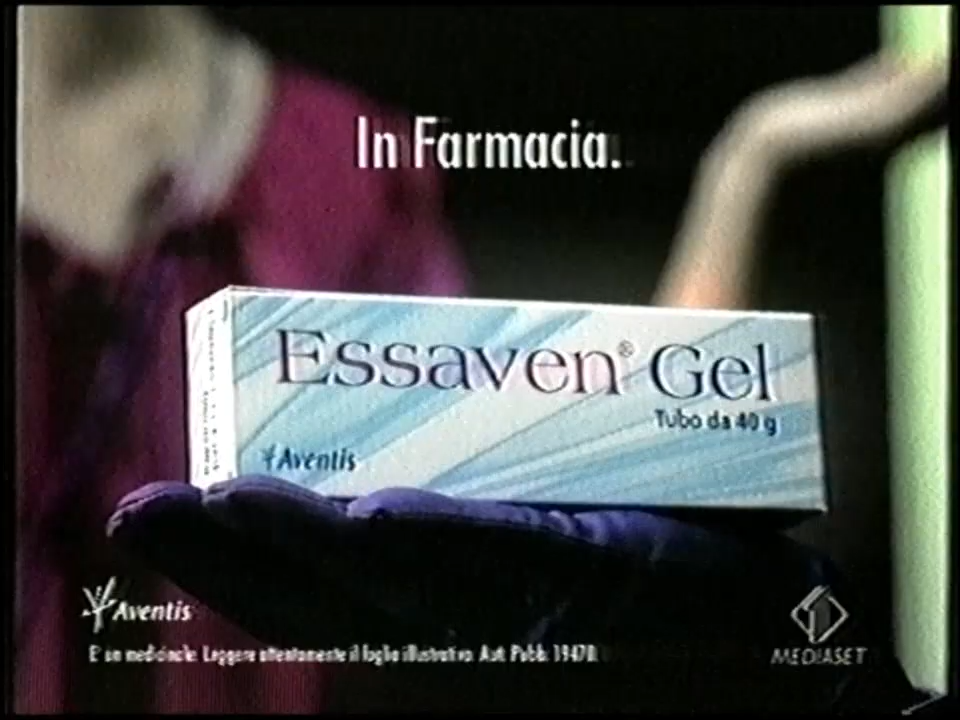 In Farmacia.
Essaven® Gel
Tubo da 40 g
Aventis
Aventis
E' un medicinale. Leggere attentamente il foglio illustrativo. Aut. Pubb. 19470.
MEDIASET